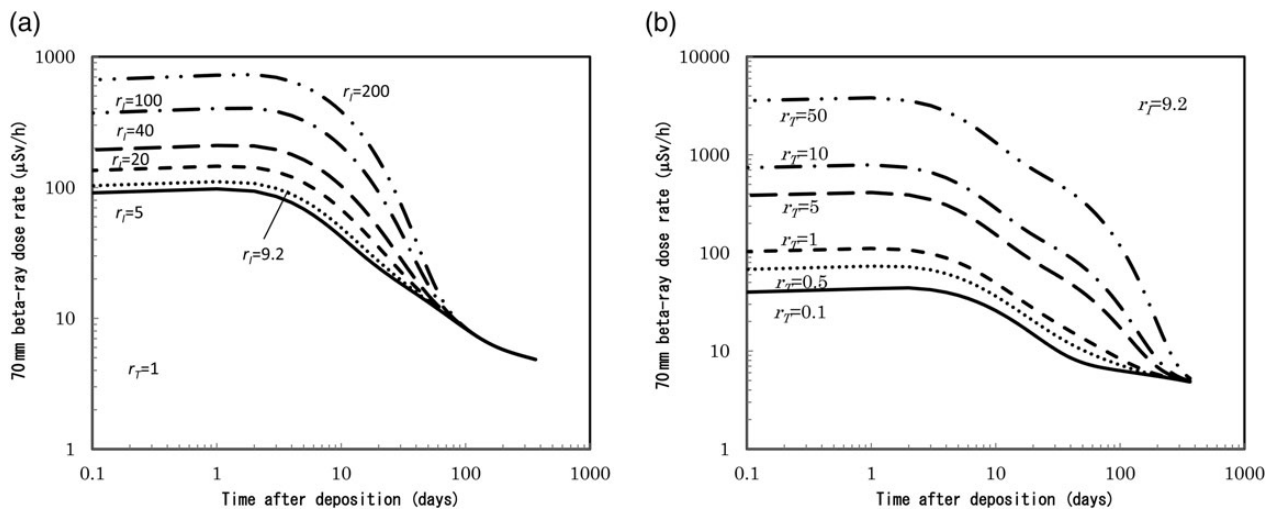 (a)
1000
100
10
1
70mm beta-ray dose rate (μSv/h)
r_I=200
r_I=100
r_I=40
r_I=20
r_I=5
r_I=9.2
r_T=1
0.1 1 10 100 1000
Time after deposition (days)
(b)
10000
1000
100
10
1
70mm beta-ray dose rate (μSv/h)
r_I=9.2
r_T=50
r_T=10
r_T=5
r_T=1
r_T=0.5
r_T=0.1
0.1 1 10 100 1000
Time after deposition (days)